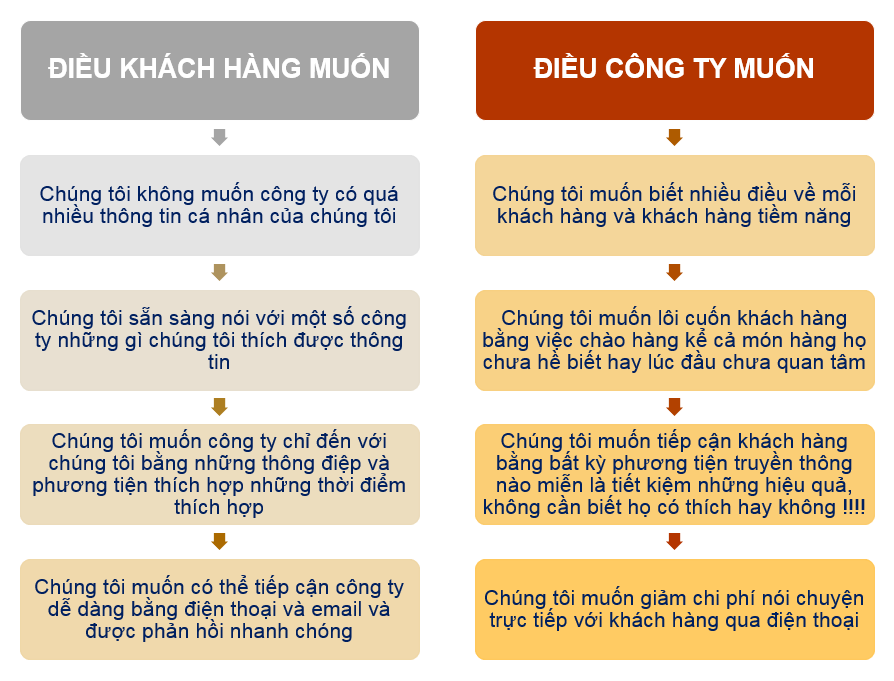 ĐIỀU KHÁCH HÀNG MUỐN
Chúng tôi không muốn công ty có quá
nhiều thông tin cá nhân của chúng tôi
Chúng tôi sẵn sàng nói với một số công
ty những gì chúng tôi thích được thông
tin
Chúng tôi muốn công ty chỉ đến với
chúng tôi bằng những thông điệp và
phương tiện thích hợp những thời điểm
thích hợp
Chúng tôi muốn có thể tiếp cận công ty
dễ dàng bằng điện thoại và email và
được phản hồi nhanh chóng
ĐIỀU CÔNG TY MUỐN
Chúng tôi muốn biết nhiều điều về mỗi
khách hàng và khách hàng tiềm năng
Chúng tôi muốn lôi cuốn khách hàng
bằng việc chào hàng kể cả món hàng họ
chưa hề biết hay lúc đầu chưa quan tâm
Chúng tôi muốn tiếp cận khách hàng
bằng bất kỳ phương tiện truyền thông
nào miễn là tiết kiệm những hiệu quả,
không cần biết họ có thích hay không !!!!
Chúng tôi muốn giảm chi phí nói chuyện
trực tiếp với khách hàng qua điện thoại